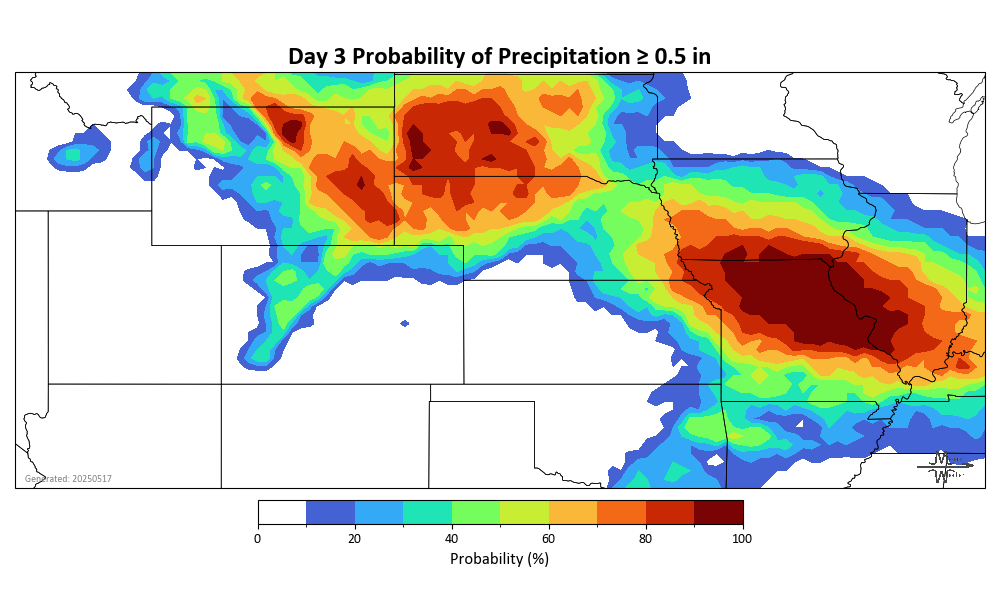 Day 3 Probability of Precipitation ≥ 0.5 in
Generated: 20250517
0 20 40 60 80 100
Probability (%)